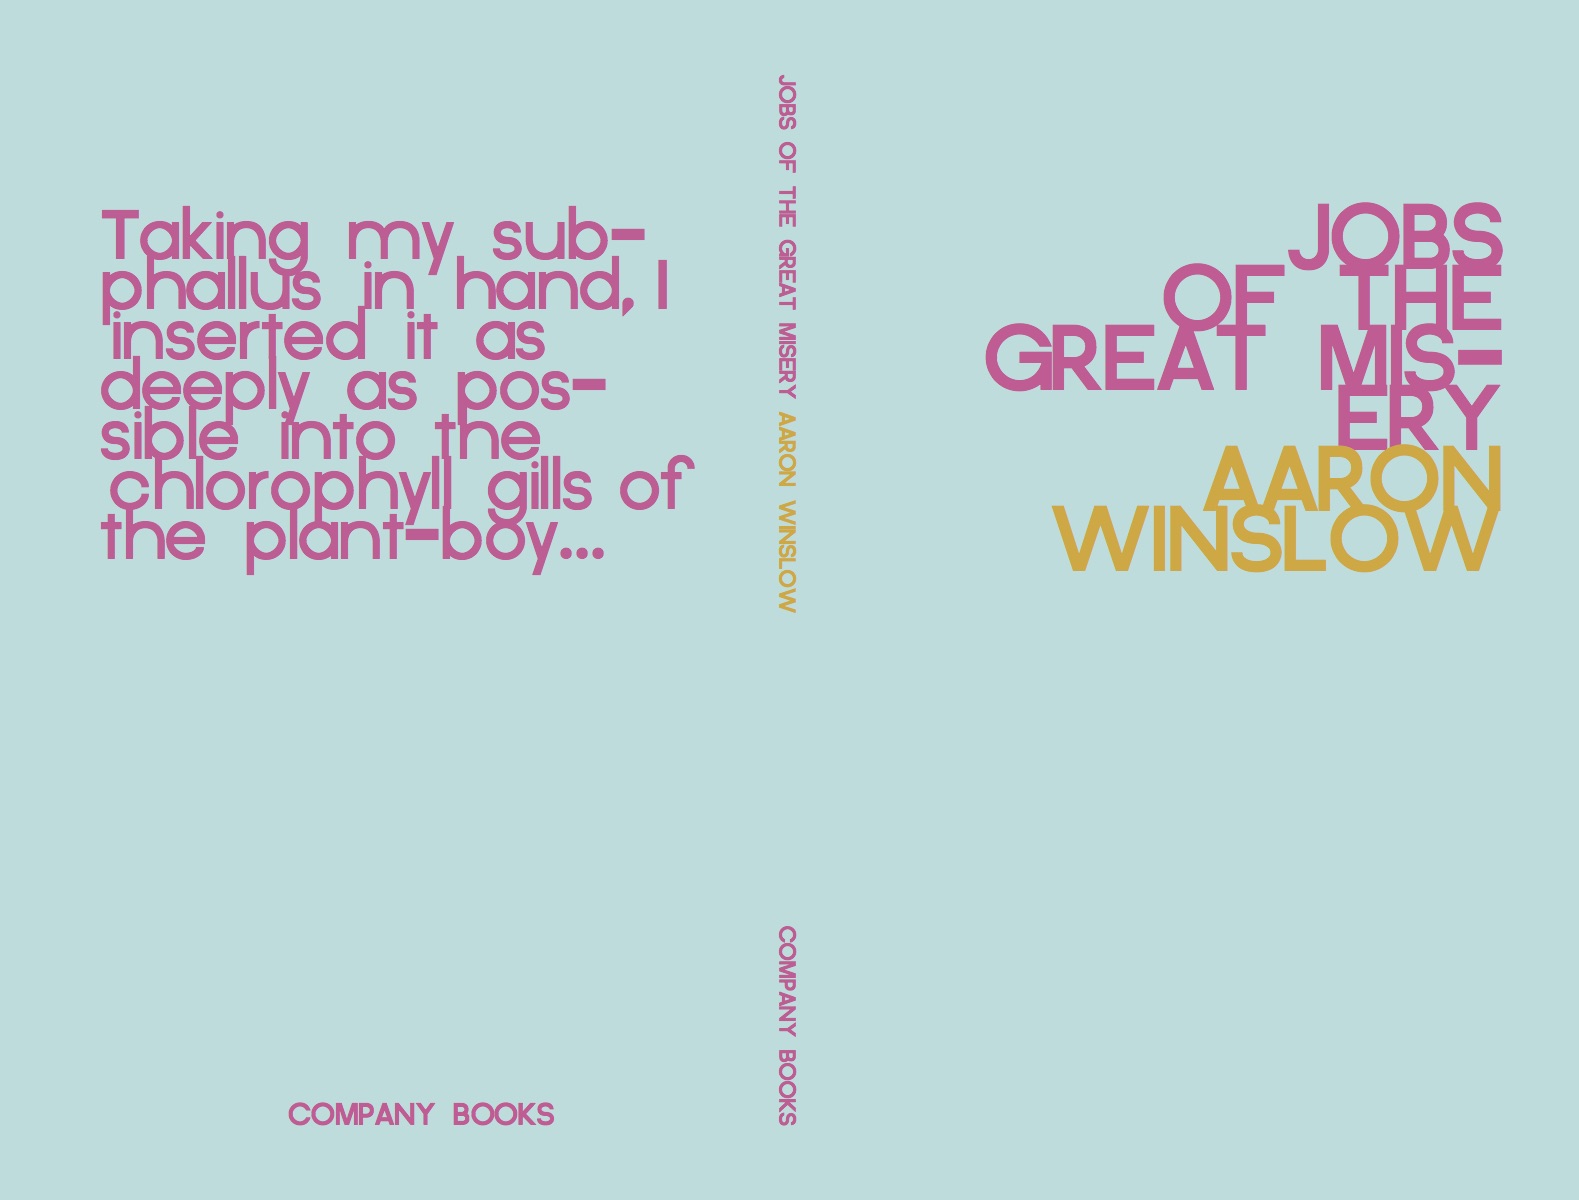 Taking my sub-
phallus in hand, I
inserted it as
deeply as pos-
sible into the
chlorophyll gills of
the plant-boy...
COMPANY BOOKS
JOBS OF THE GREAT MISERY AARON WINSLOW
COMPANY BOOKS
JOBS
OF THE
GREAT MIS-
ERY
AARON
WINSLOW